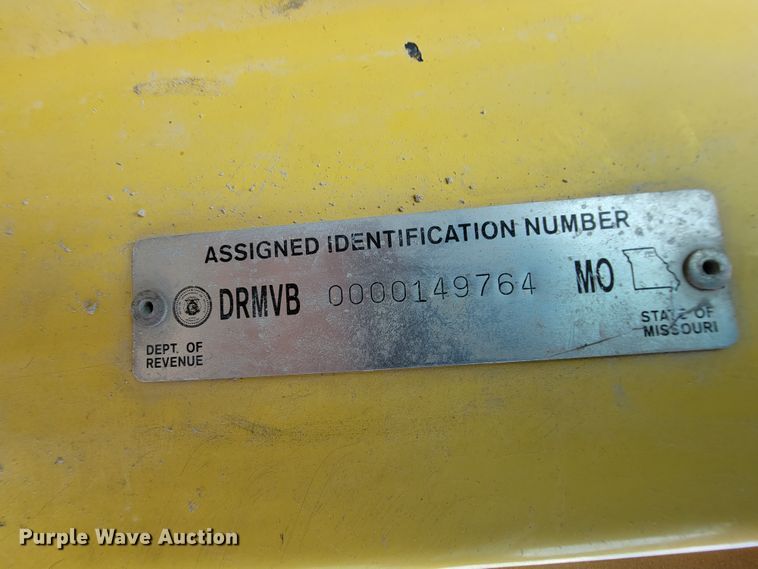 ASSIGNED IDENTIFICATION NUMBER
DRMVB 0000149764 MO
DEPT. OF
REVENUE
STATE OF
MISSOURI
Purple Wave Auction